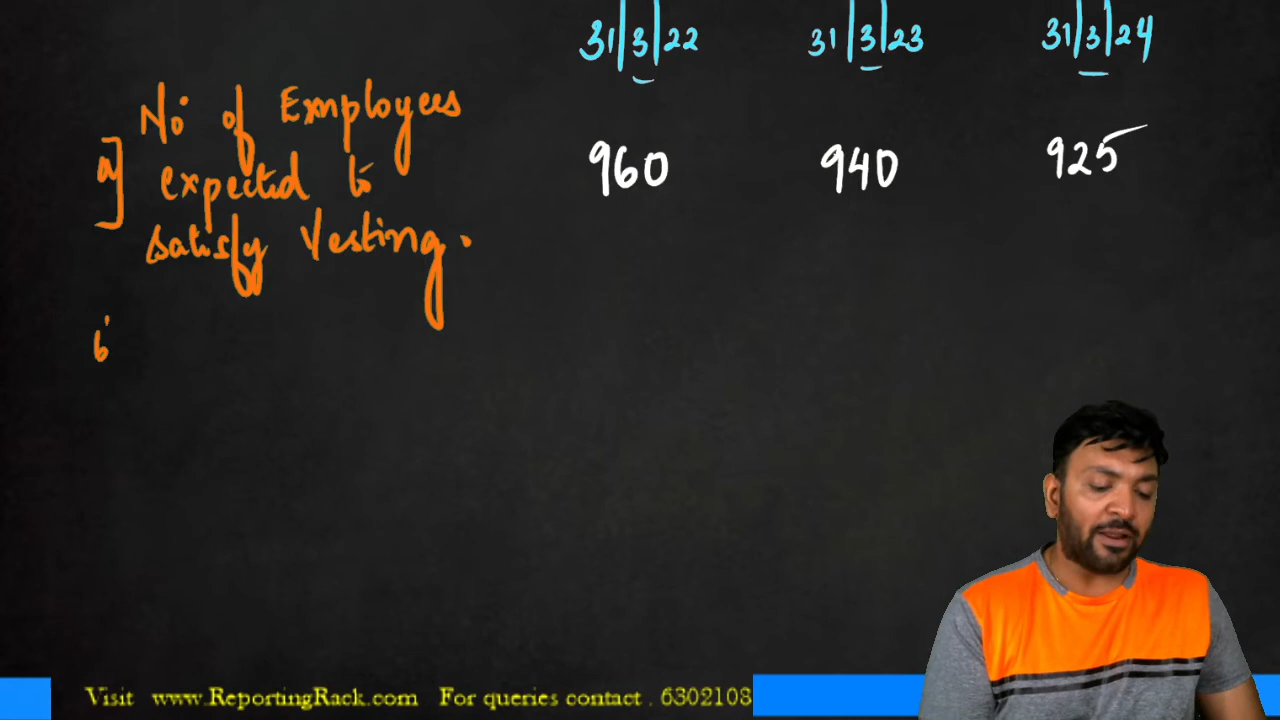 31|3|22 31|3|23 31|3|24
a] No of Employees 960 940 925
expected to
satisfy Vesting.
b
Visit www.ReportingRack.com For queries contact . 6302108